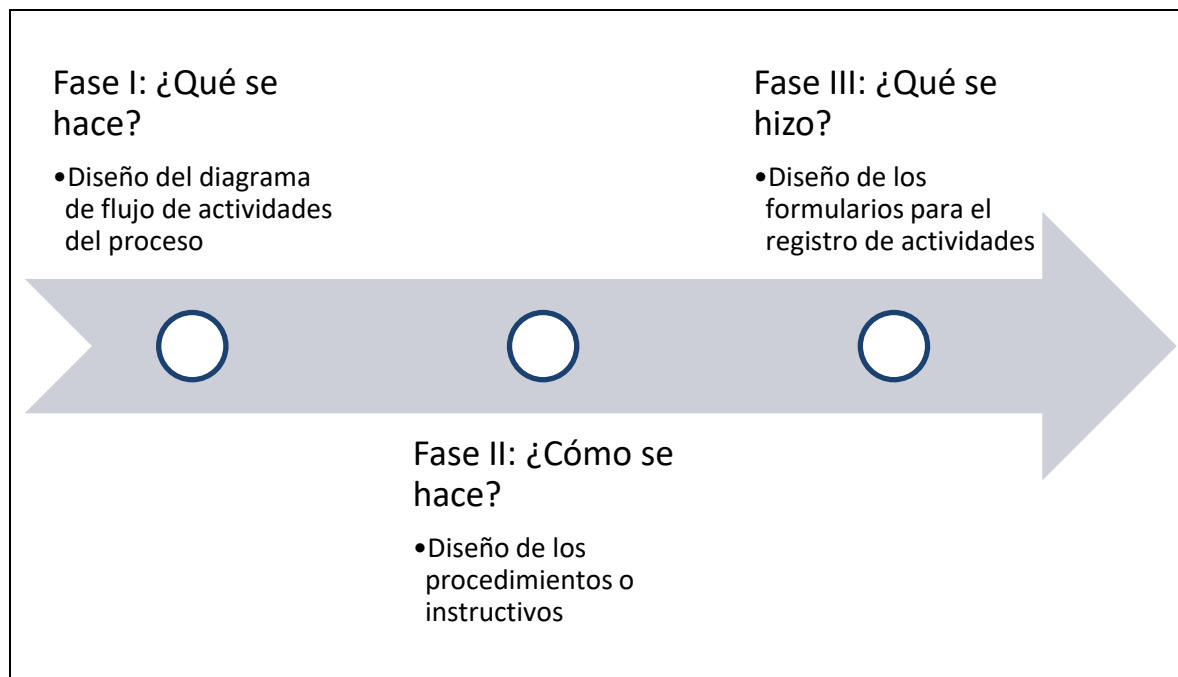 Fase I: ¿Qué se
hace?
•Diseño del diagrama
de flujo de actividades
del proceso
Fase II: ¿Cómo se
hace?
•Diseño de los
procedimientos o
instructivos
Fase III: ¿Qué se
hizo?
•Diseño de los
formularios para el
registro de actividades